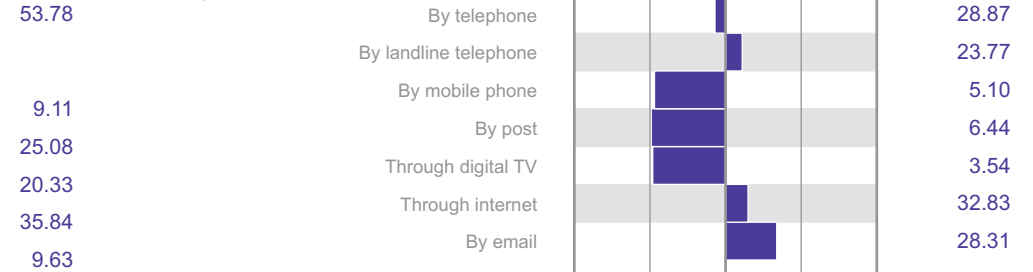 53.78
By telephone 28.87
By landline telephone 23.77
By mobile phone 5.10
9.11
By post 6.44
25.08
Through digital TV 3.54
20.33
Through internet 32.83
35.84
By email 28.31
9.63